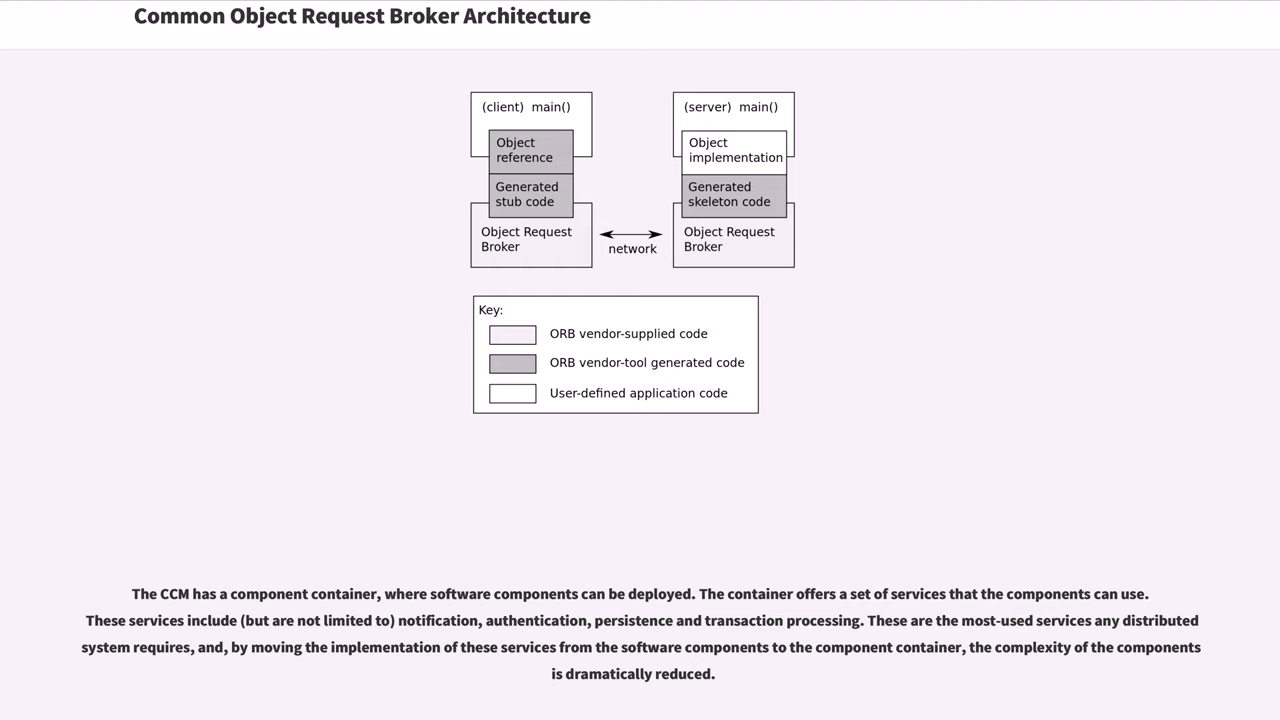 Common Object Request Broker Architecture
(client) main()
Object
reference
Generated
stub code
Object Request
Broker
network
(server) main()
Object
implementation
Generated
skeleton code
Object Request
Broker
Key:
ORB vendor-supplied code
ORB vendor-tool generated code
User-defined application code
The CCM has a component container, where software components can be deployed. The container offers a set of services that the components can use.
These services include (but are not limited to) notification, authentication, persistence and transaction processing. These are the most-used services any distributed
system requires, and, by moving the implementation of these services from the software components to the component container, the complexity of the components
is dramatically reduced.